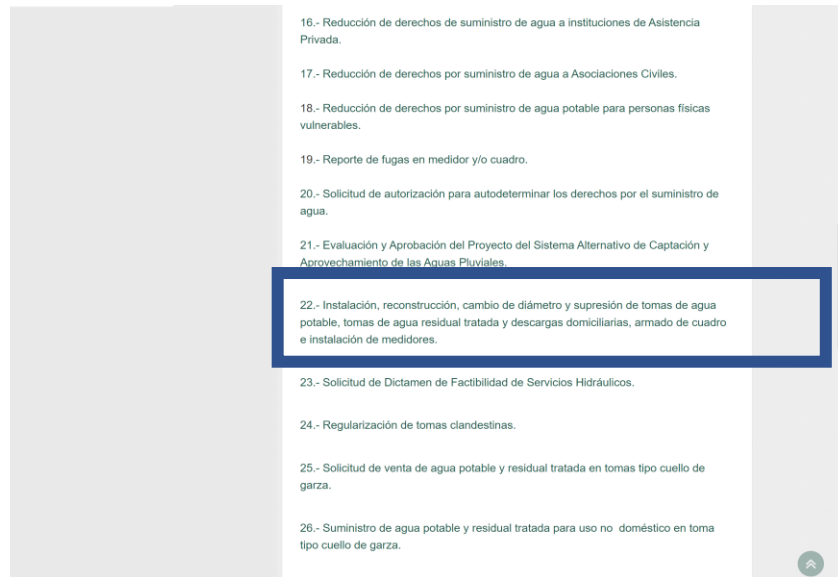 16.- Reducción de derechos de suministro de agua a instituciones de Asistencia
Privada.
17.- Reducción de derechos por suministro de agua a Asociaciones Civiles.
18.- Reducción de derechos por suministro de agua potable para personas físicas
vulnerables.
19.- Reporte de fugas en medidor y/o cuadro.
20.- Solicitud de autorización para autodeterminar los derechos por el suministro de
agua.
21.- Evaluación y Aprobación del Proyecto del Sistema Alternativo de Captación y
Aprovechamiento de las Aguas Pluviales.
22.- Instalación, reconstrucción, cambio de diámetro y supresión de tomas de agua
potable, tomas de agua residual tratada y descargas domiciliarias, armado de cuadro
e instalación de medidores.
23.- Solicitud de Dictamen de Factibilidad de Servicios Hidráulicos.
24.- Regularización de tomas clandestinas.
25.- Solicitud de venta de agua potable y residual tratada en tomas tipo cuello de
garza.
26.- Suministro de agua potable y residual tratada para uso no doméstico en toma
tipo cuello de garza.